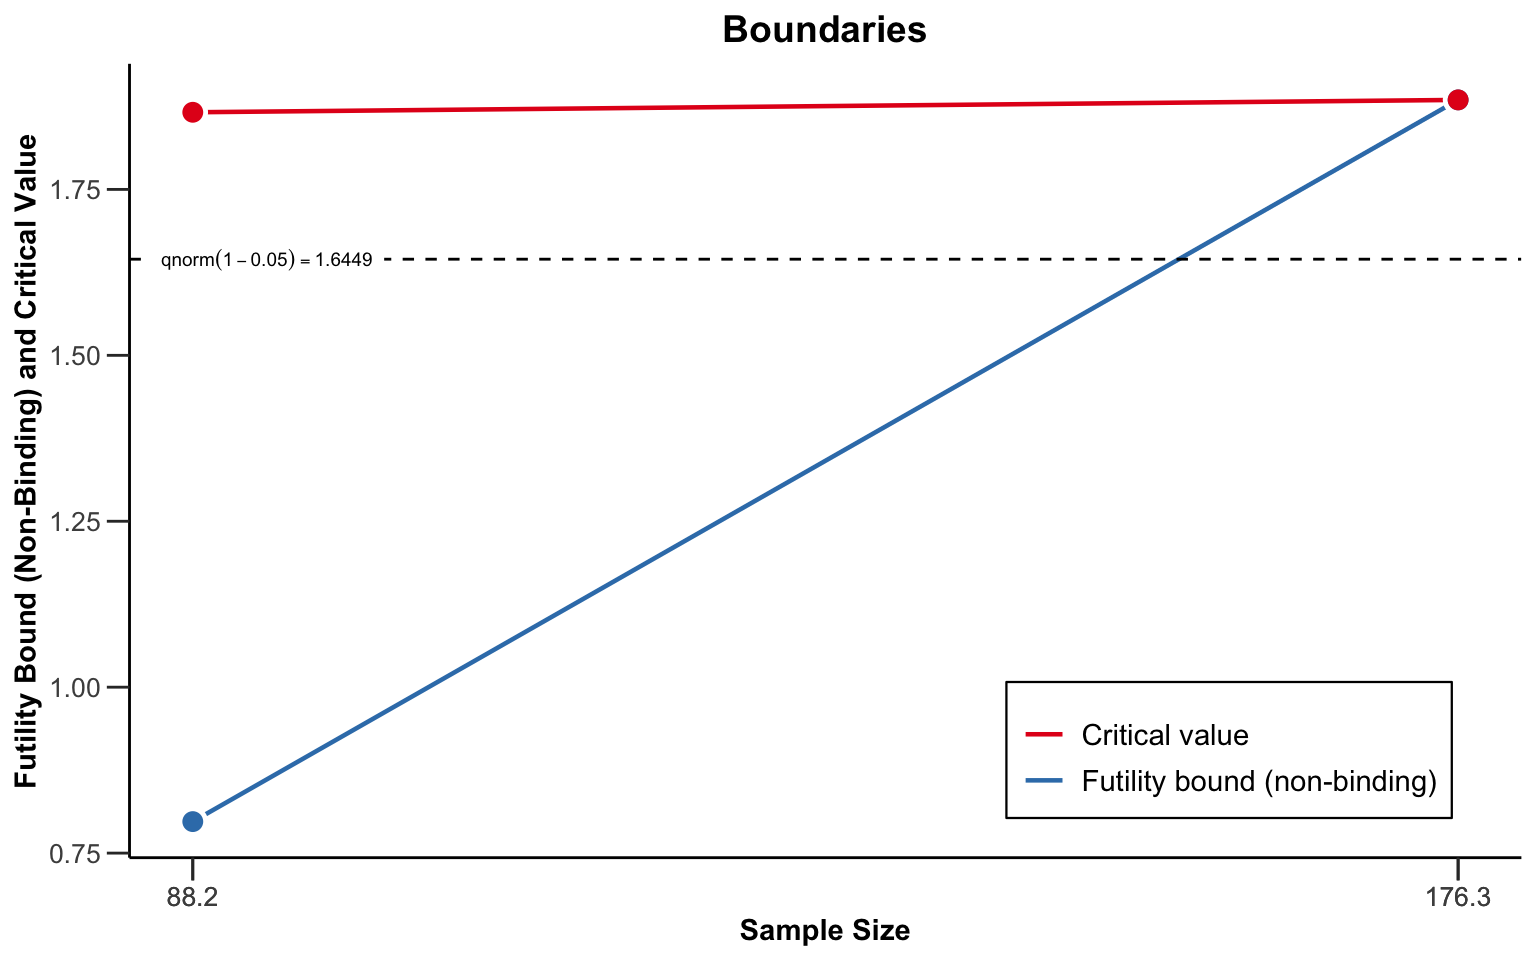 Boundaries
Futility Bound (Non-Binding) and Critical Value
1.75
qnorm(1 − 0.05) = 1.6449
1.50
1.25
1.00
0.75
Critical value
Futility bound (non-binding)
88.2
176.3
Sample Size